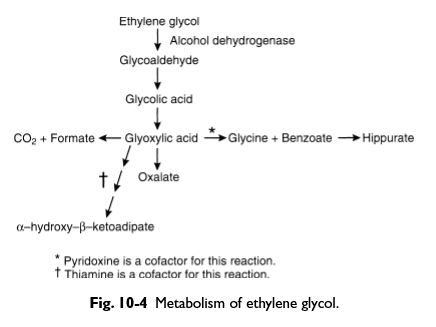 Ethylene glycol
Alcohol dehydrogenase
Glycoaldehyde
Glycolic acid
CO₂ + Formate Glyoxylic acid * Glycine + Benzoate Hippurate
† Oxalate
α–hydroxy–β–ketoadipate
* Pyridoxine is a cofactor for this reaction.
† Thiamine is a cofactor for this reaction.
Fig. 10-4 Metabolism of ethylene glycol.